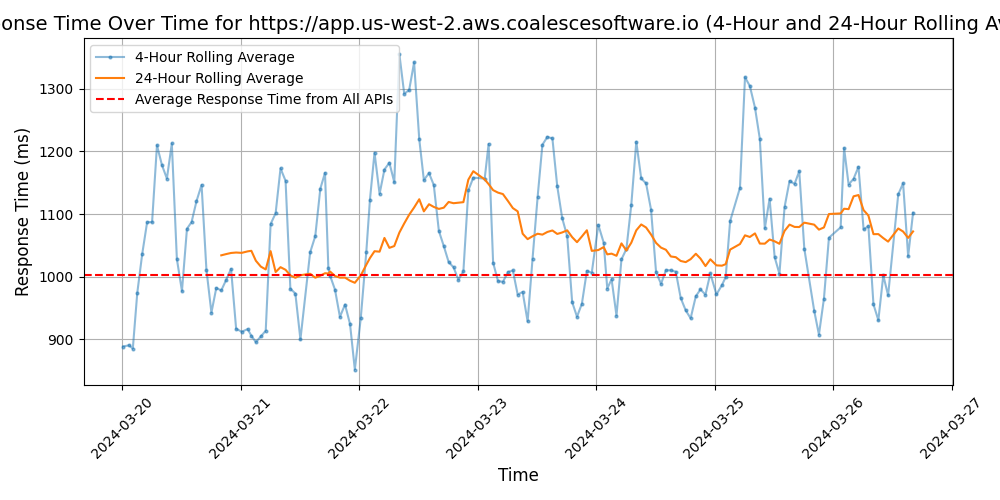 onse Time Over Time for https://app.us-west-2.aws.coalescesoftware.io (4-Hour and 24-Hour Rolling Av
4-Hour Rolling Average
24-Hour Rolling Average
Average Response Time from All APIs
Response Time (ms)
1300
1200
1100
1000
900
2024-03-20
2024-03-21
2024-03-22
2024-03-23
2024-03-24
2024-03-25
2024-03-26
2024-03-27
Time